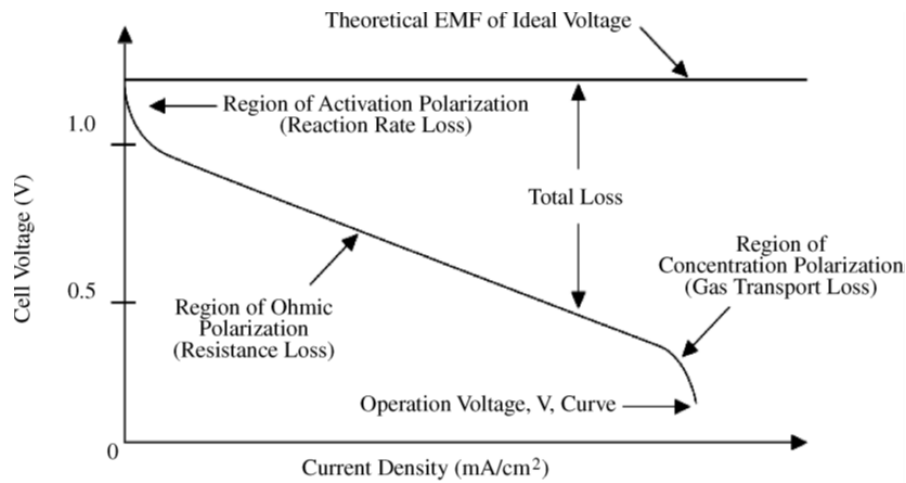 Theoretical EMF of Ideal Voltage
Region of Activation Polarization
(Reaction Rate Loss)
1.0
Total Loss
Cell Voltage (V)
Region of
Concentration Polarization
(Gas Transport Loss)
0.5
Region of Ohmic
Polarization
(Resistance Loss)
Operation Voltage, V, Curve
0
Current Density (mA/cm²)